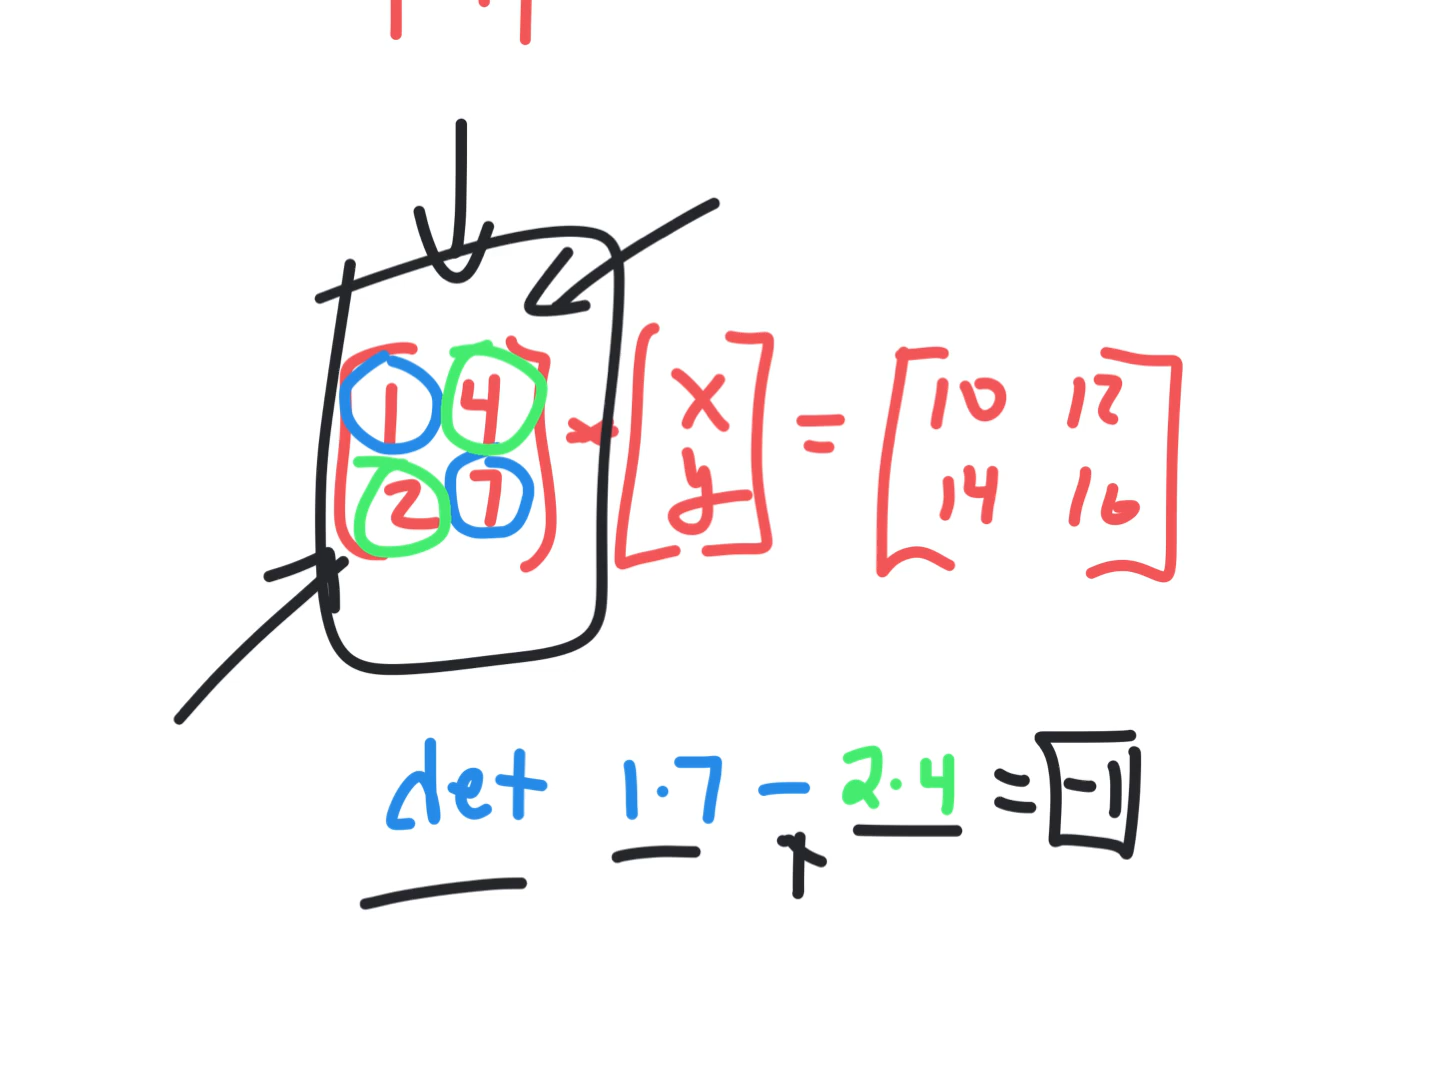 [1 4] * [x] = [10 12]
[2 7] [y] [14 16]
det 1·7 - 2·4 = -1